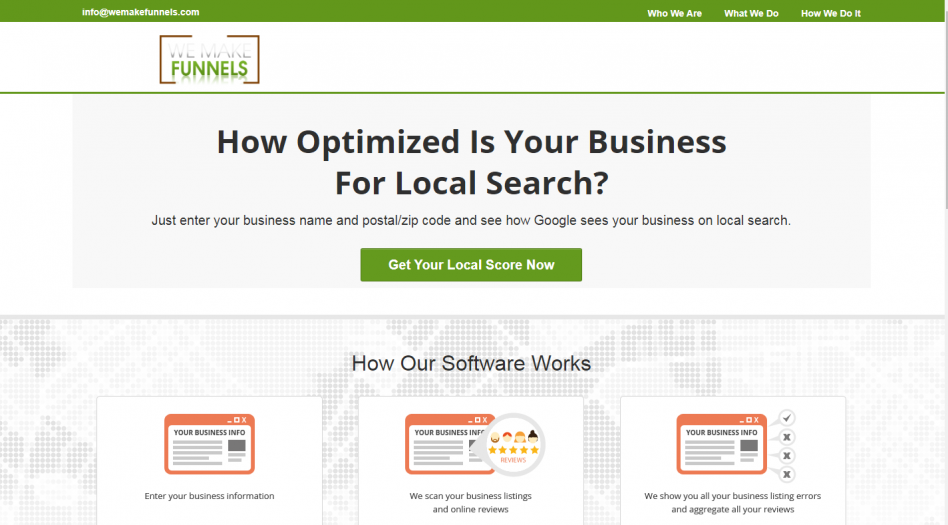 info@wemakefunnels.com
Who We Are What We Do How We Do It
WE MAKE
FUNNELS
How Optimized Is Your Business
For Local Search?
Just enter your business name and postal/zip code and see how Google sees your business on local search.
Get Your Local Score Now
How Our Software Works
YOUR BUSINESS INFO
Enter your business information
YOUR BUSINESS INFO
REVIEWS
We scan your business listings
and online reviews
YOUR BUSINESS INFO
We show you all your business listing errors
and aggregate all your reviews